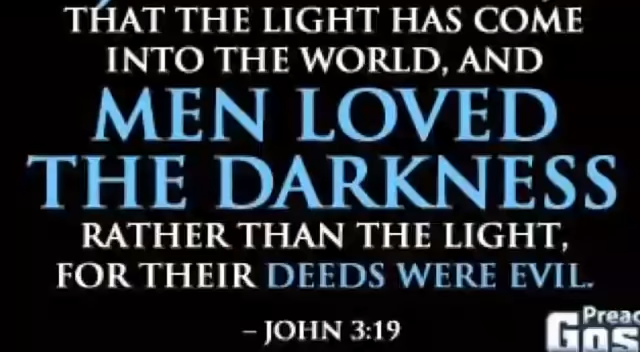 THAT THE LIGHT HAS COME
INTO THE WORLD, AND
MEN LOVED
THE DARKNESS
RATHER THAN THE LIGHT,
FOR THEIR DEEDS WERE EVIL.
– JOHN 3:19